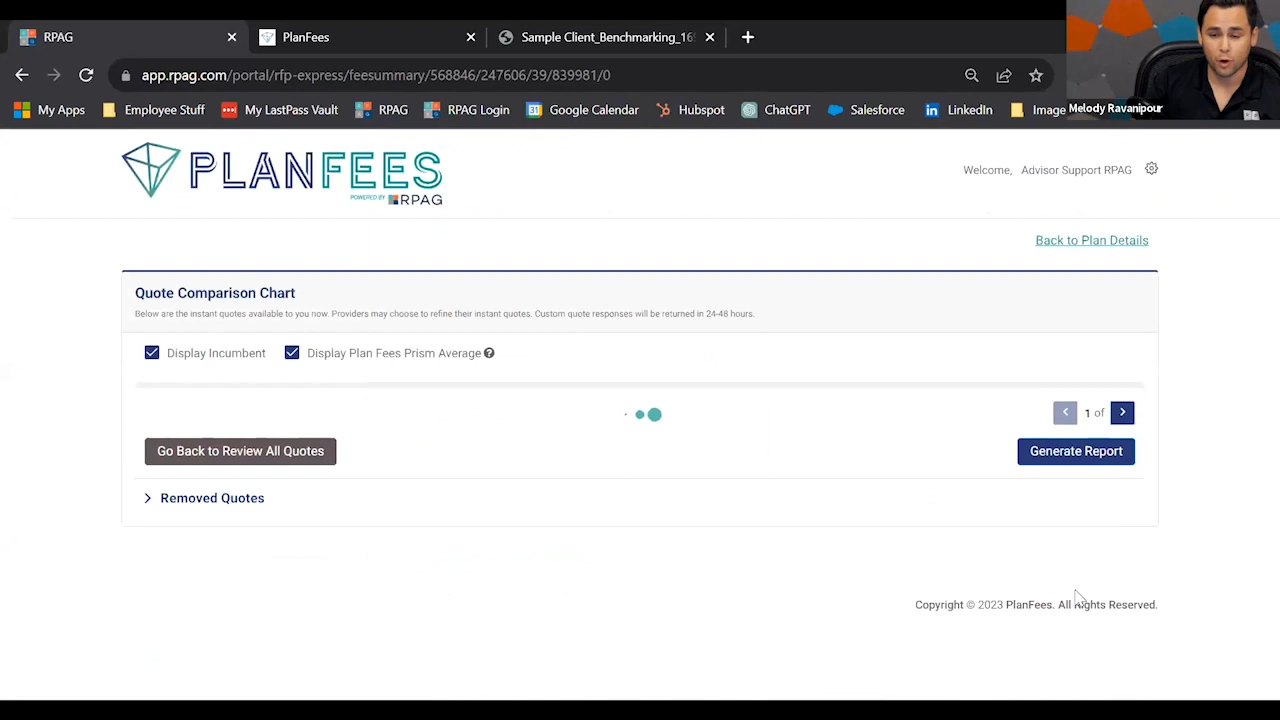 RPAG
PlanFees
Sample Client_Benchmarking_165
app.rpag.com/portal/rfp-express/feesummary/568846/247606/39/839981/0
My Apps Employee Stuff My LastPass Vault RPAG RPAG Login Google Calendar Hubspot ChatGPT Salesforce LinkedIn Image
31
Melody Ravanipour
PLANFEES
POWERED BY RPAG
Welcome, Advisor Support RPAG
Back to Plan Details
Quote Comparison Chart
Below are the instant quotes available to you now. Providers may choose to refine their instant quotes. Custom quote responses will be returned in 24-48 hours.
Display Incumbent Display Plan Fees Prism Average ?
1 of
Go Back to Review All Quotes Generate Report
Removed Quotes
Copyright © 2023 PlanFees. All Rights Reserved.